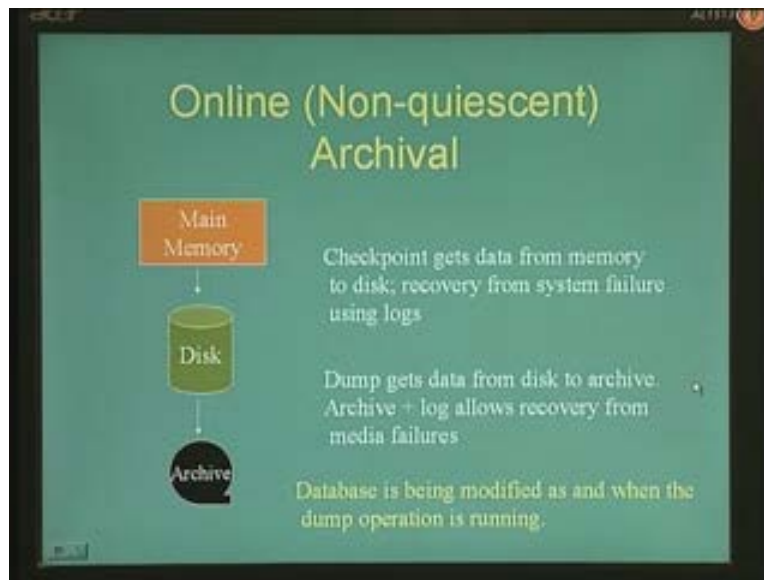 acer
Online (Non-quiescent)
Archival
Main
Memory
Checkpoint gets data from memory
to disk; recovery from system failure
using logs
Disk
Dump gets data from disk to archive.
Archive + log allows recovery from
media failures
Archive
Database is being modified as and when the
dump operation is running.